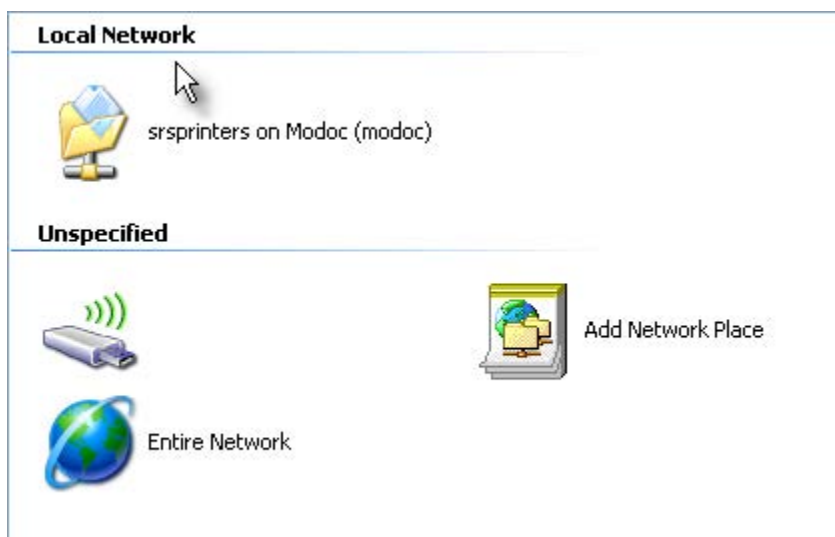 Local Network
srsprinters on Modoc (modoc)
Unspecified
Add Network Place
Entire Network